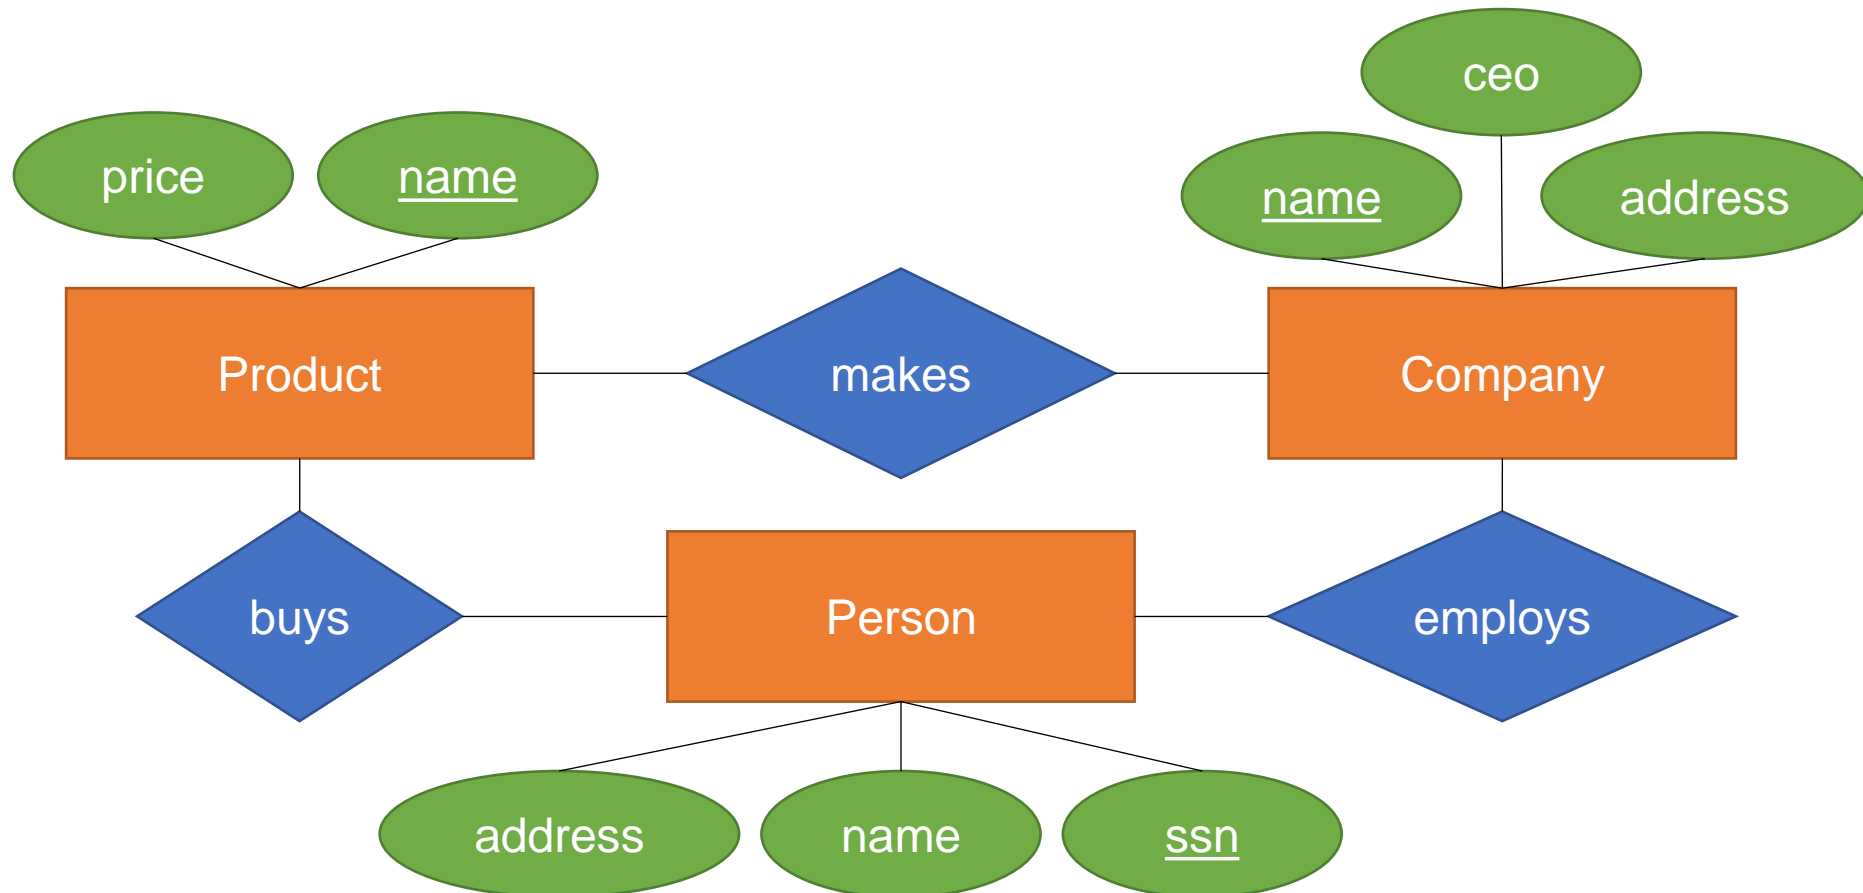 ceo
price
name
name
address
Product
makes
Company
buys
Person
employs
address
name
ssn